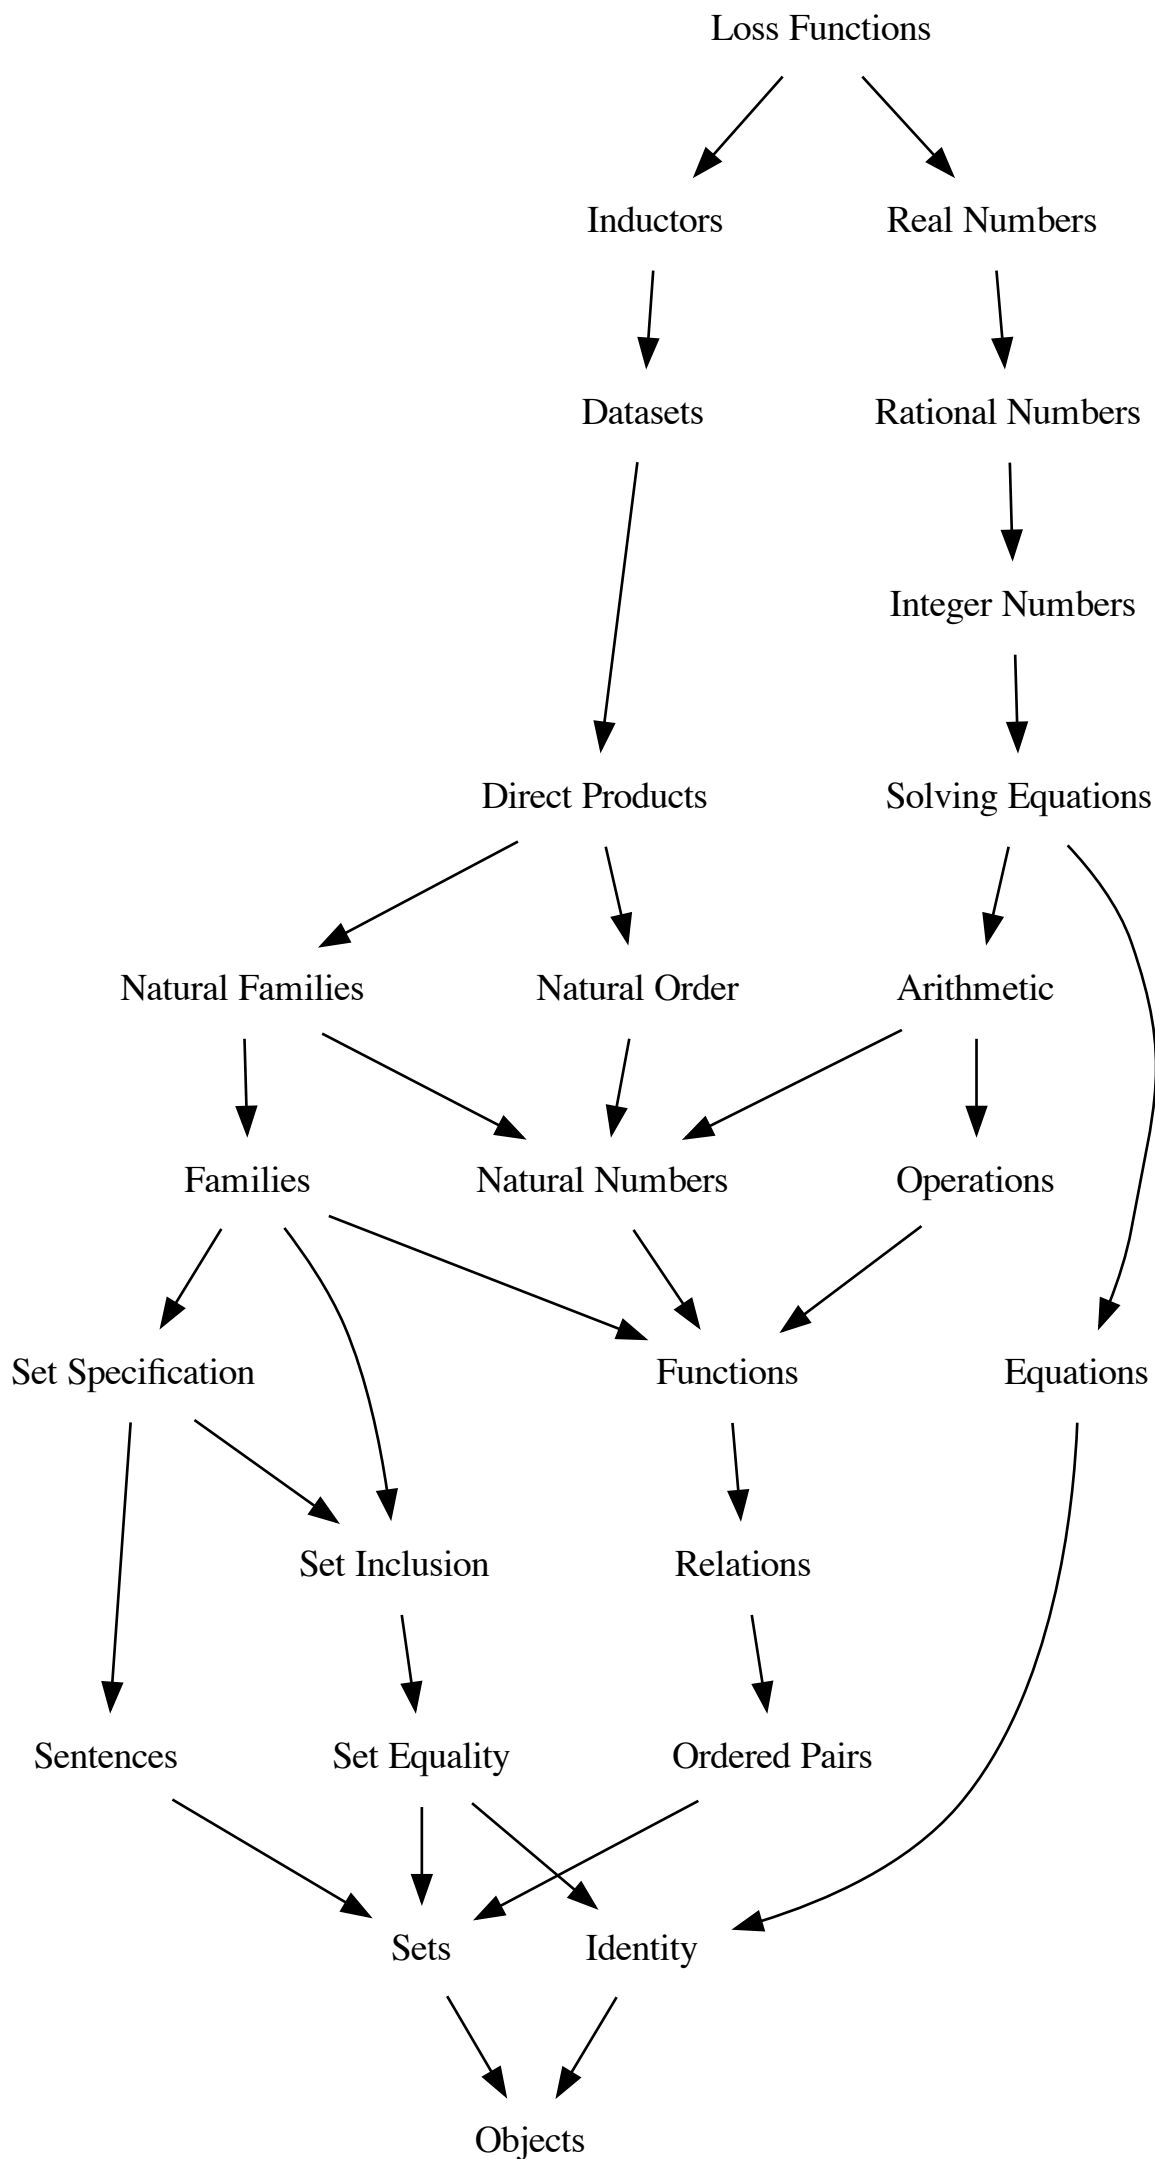 Loss Functions
Inductors
Real Numbers
Datasets
Rational Numbers
Integer Numbers
Direct Products
Solving Equations
Natural Families
Natural Order
Arithmetic
Families
Natural Numbers
Operations
Set Specification
Functions
Equations
Set Inclusion
Relations
Sentences
Set Equality
Ordered Pairs
Sets
Identity
Objects